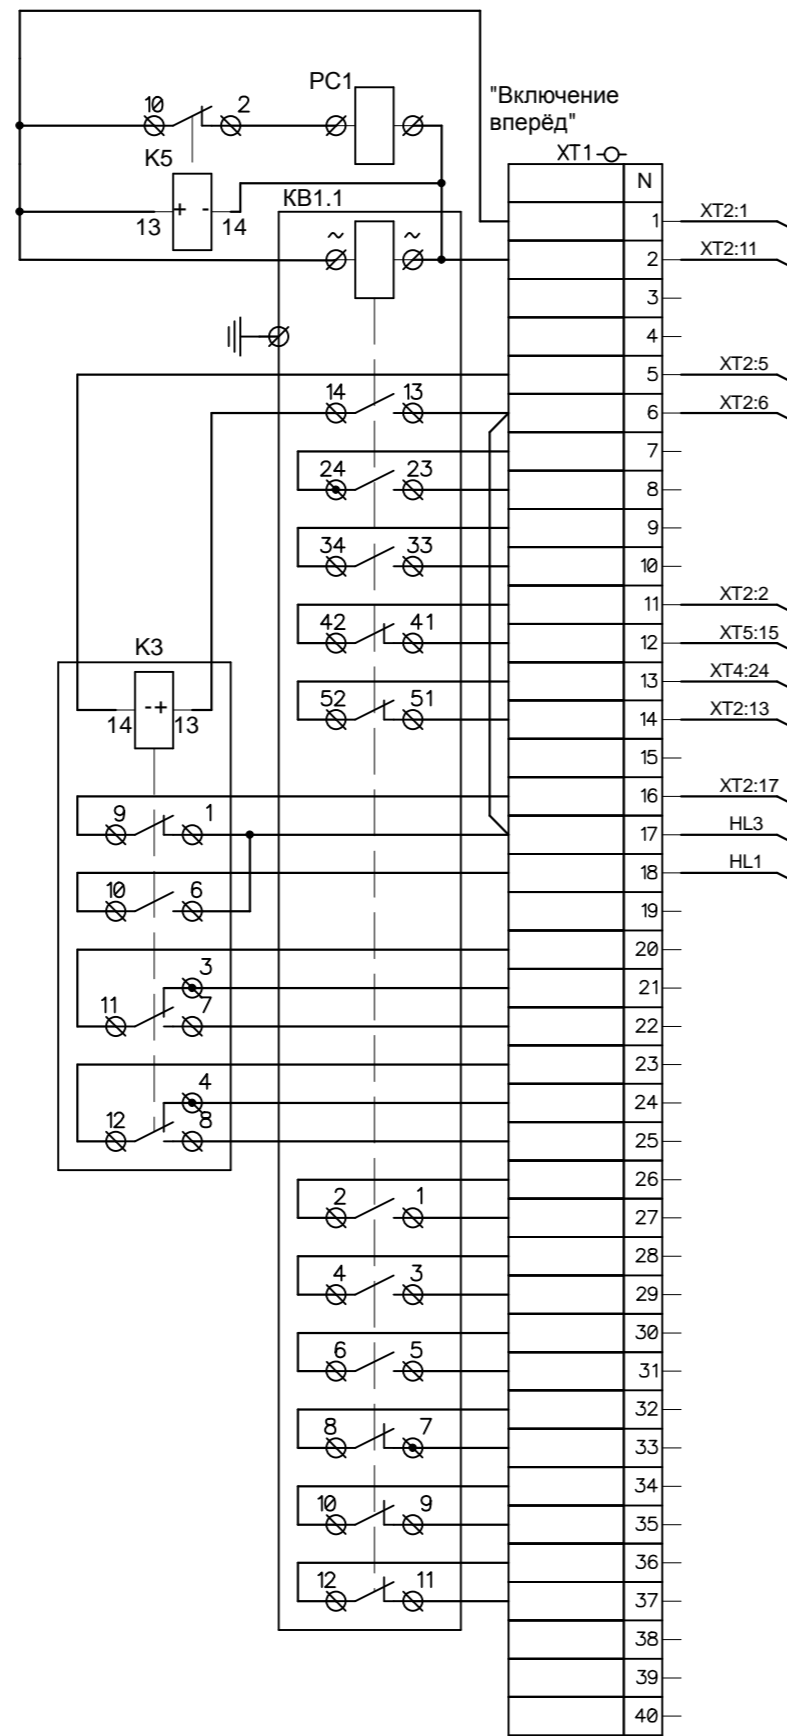 PC1
"Включение
вперёд"
10 2
K5
XT1
13 + - 14
КВ1.1
N
~ ~
1 XT2:1
2 XT2:11
3
4
5 XT2:5
14 13
6 XT2:6
7
24 23
8
9
34 33
10
11 XT2:2
42 41
12 XT5:15
K3
13 XT4:24
52 51
14 XT2:13
14 -+ 13
15
16 XT2:17
9 1
17 HL3
18 HL1
10 6
19
20
3
21
11 7
22
23
4
24
12 8
25
26
2 1
27
28
4 3
29
30
6 5
31
32
8 7
33
34
10 9
35
36
12 11
37
38
39
40